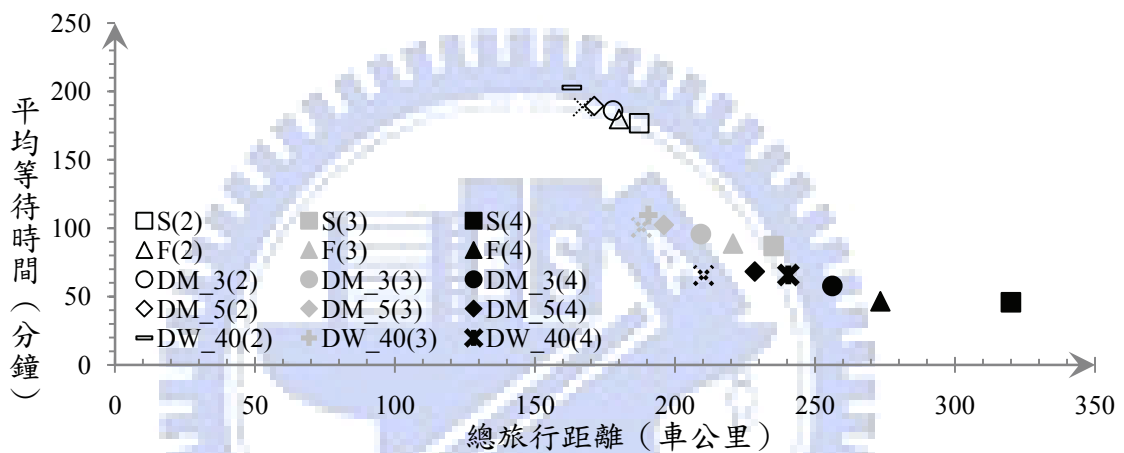 250
200
150
100
50
0
平均等待時間（分鐘）
S(2) S(3) S(4)
F(2) F(3) F(4)
DM_3(2) DM_3(3) DM_3(4)
DM_5(2) DM_5(3) DM_5(4)
DW_40(2) DW_40(3) DW_40(4)
0 50 100 150 200 250 300 350
總旅行距離（車公里）